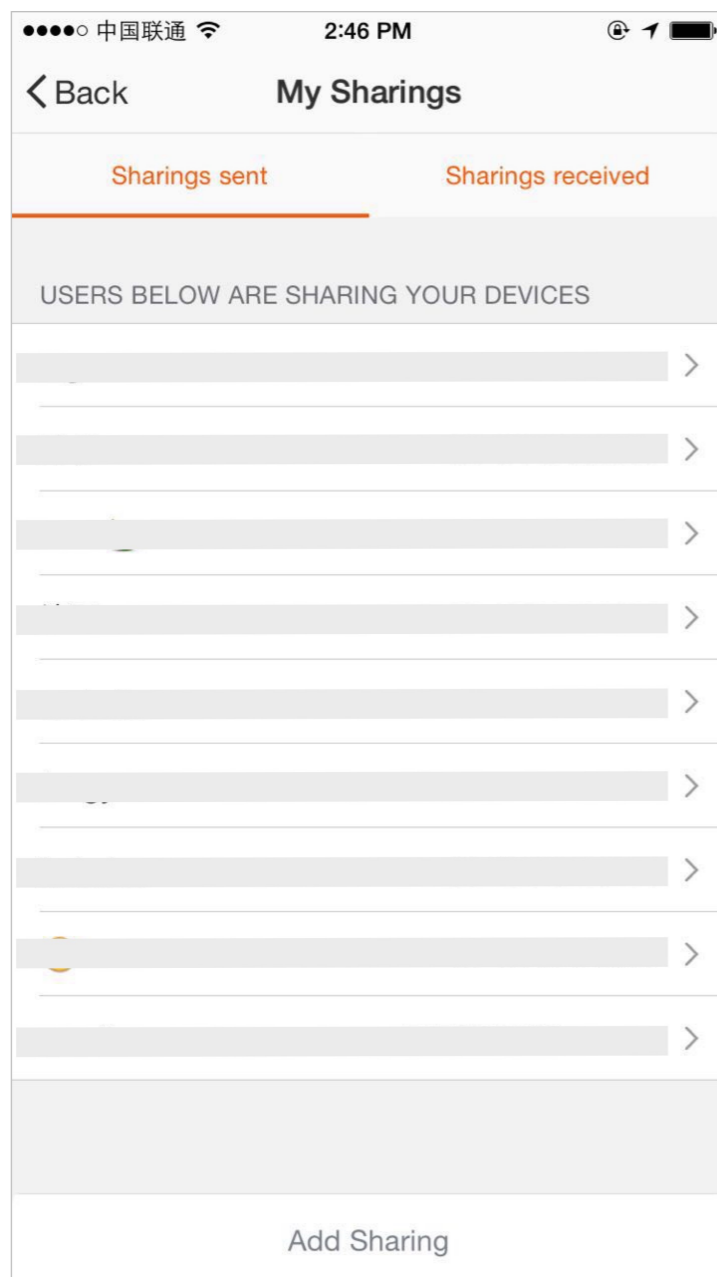 中国联通 2:46 PM
Back My Sharings
Sharings sent Sharings received
USERS BELOW ARE SHARING YOUR DEVICES
Add Sharing